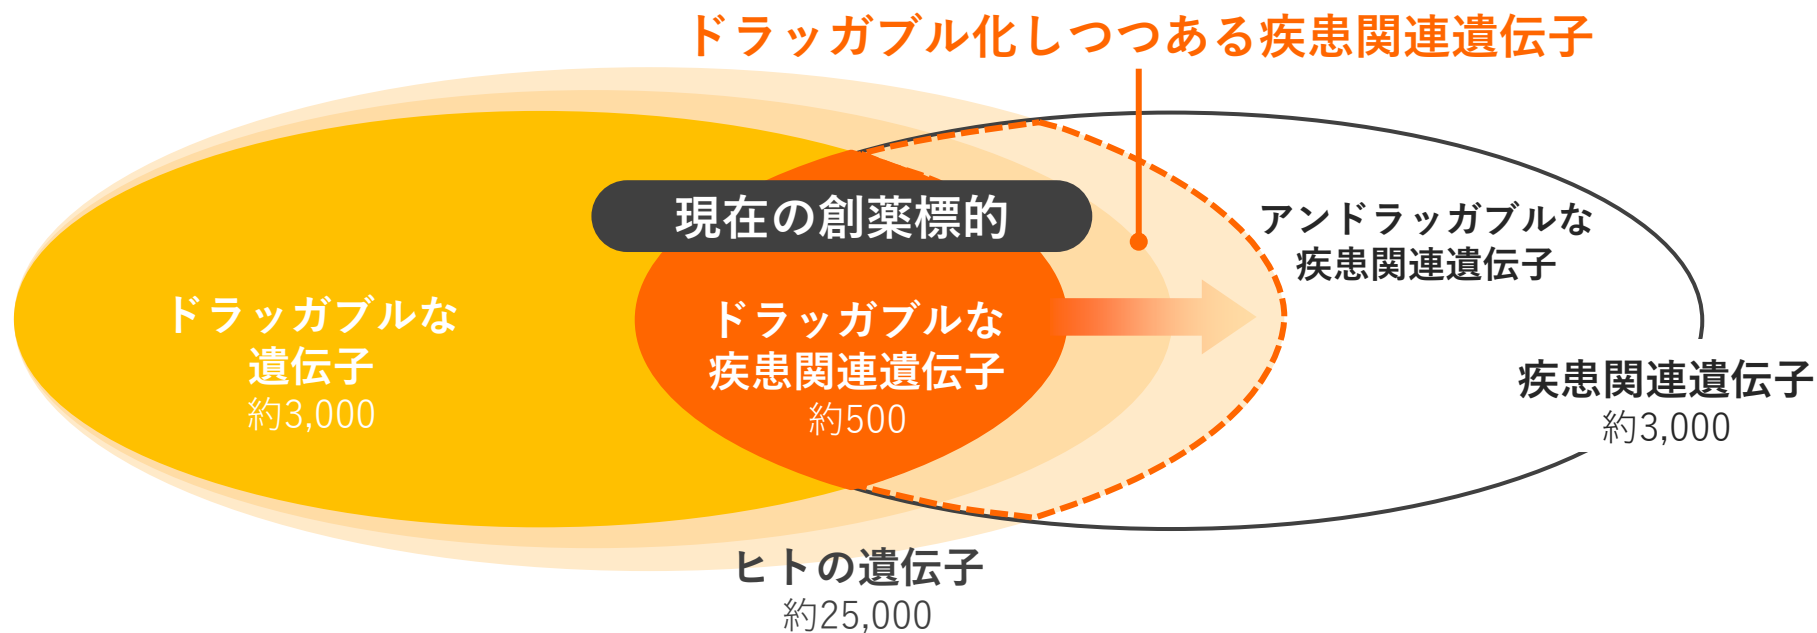 ドラッガブル化しつつある疾患関連遺伝子
現在の創薬標的
ドラッガブルな
遺伝子
約3,000
ドラッガブルな
疾患関連遺伝子
約500
アンドラッガブルな
疾患関連遺伝子
疾患関連遺伝子
約3,000
ヒトの遺伝子
約25,000